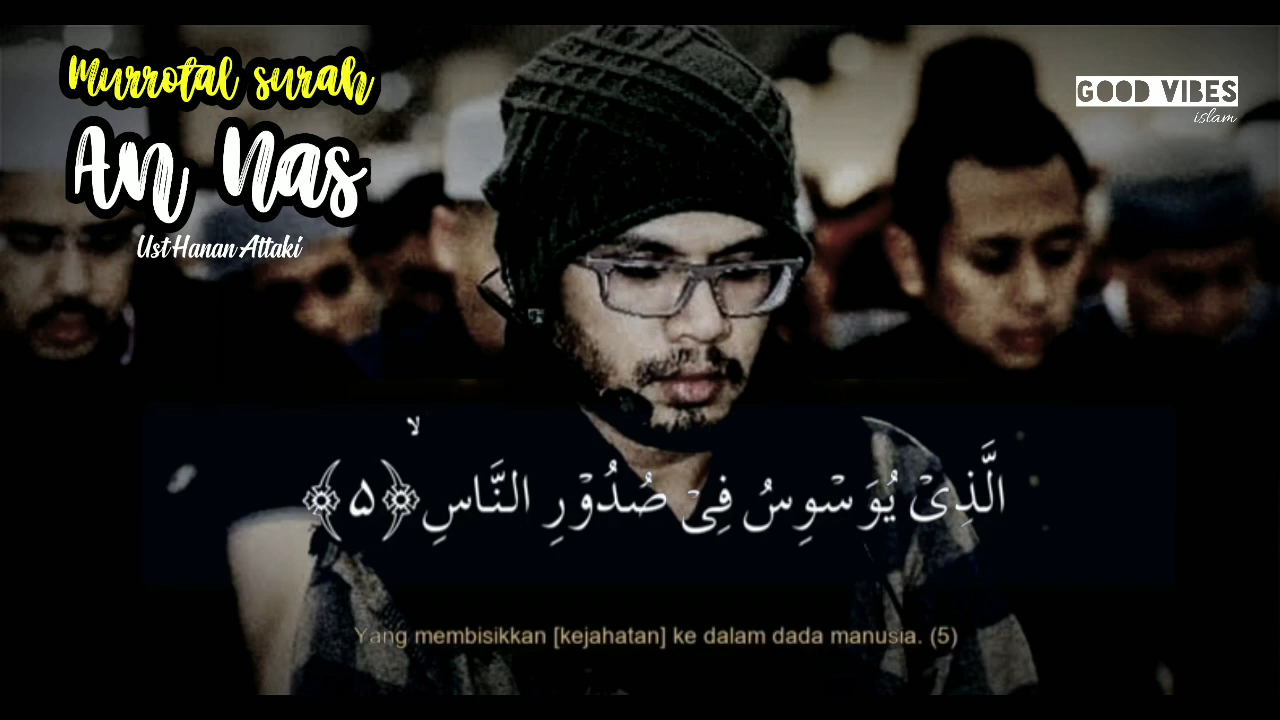 Murrotal surah
An Nas
Ust Hanan Attaki
GOOD VIBES
islam
الَّذِىْ يُوَسْوِسُ فِىْ صُدُوْرِ النَّاسِۙ ﴿۵﴾
Yang membisikkan [kejahatan] ke dalam dada manusia. (5)